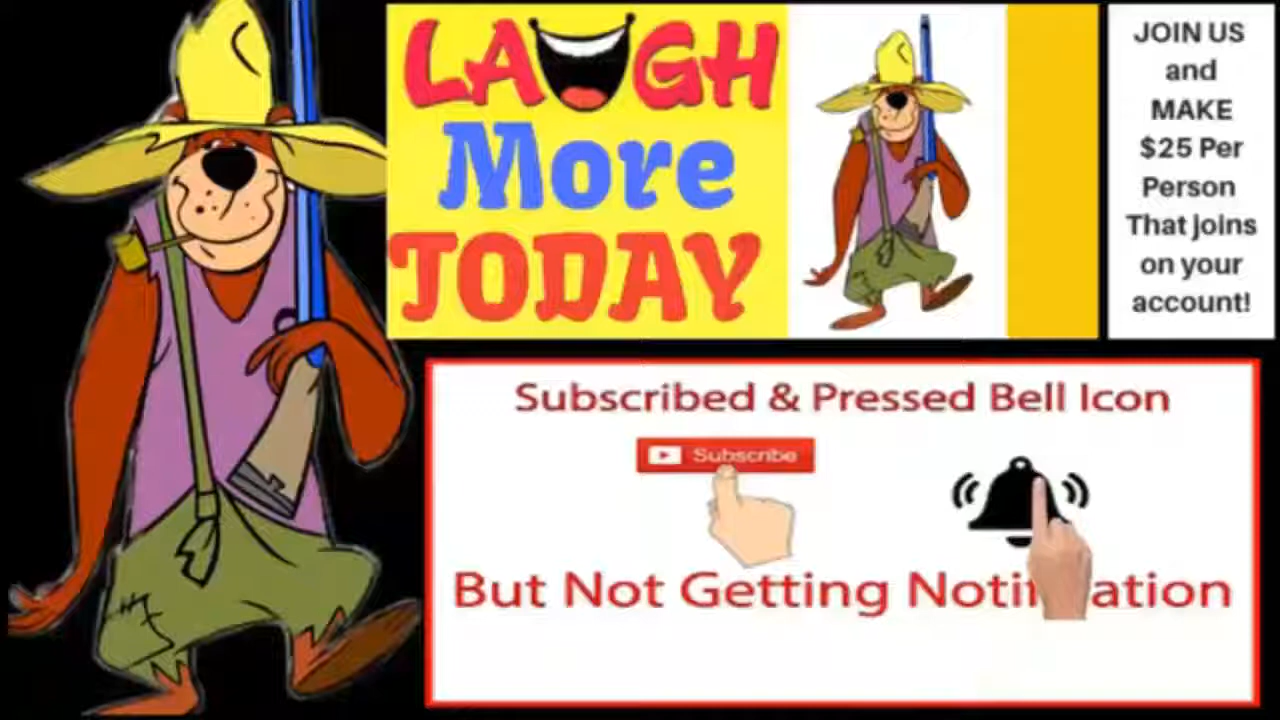 LAUGH
More
TODAY
JOIN US
and
MAKE
$25 Per
Person
That joins
on your
account!
Subscribed & Pressed Bell Icon
Subscribe
But Not Getting